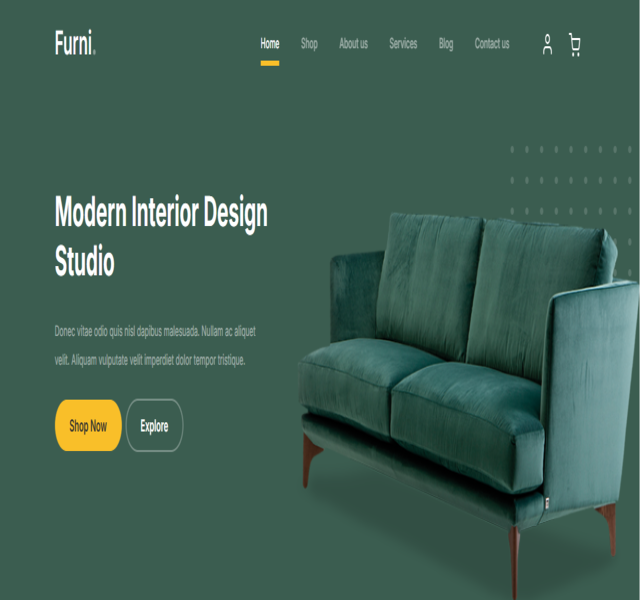 Furni.
Home Shop About us Services Blog Contact us
Modern Interior Design
Studio
Donec vitae odio quis nisl dapibus malesuada. Nullam ac aliquet
velit. Aliquam vulputate velit imperdiet dolor tempor tristique.
Shop Now Explore